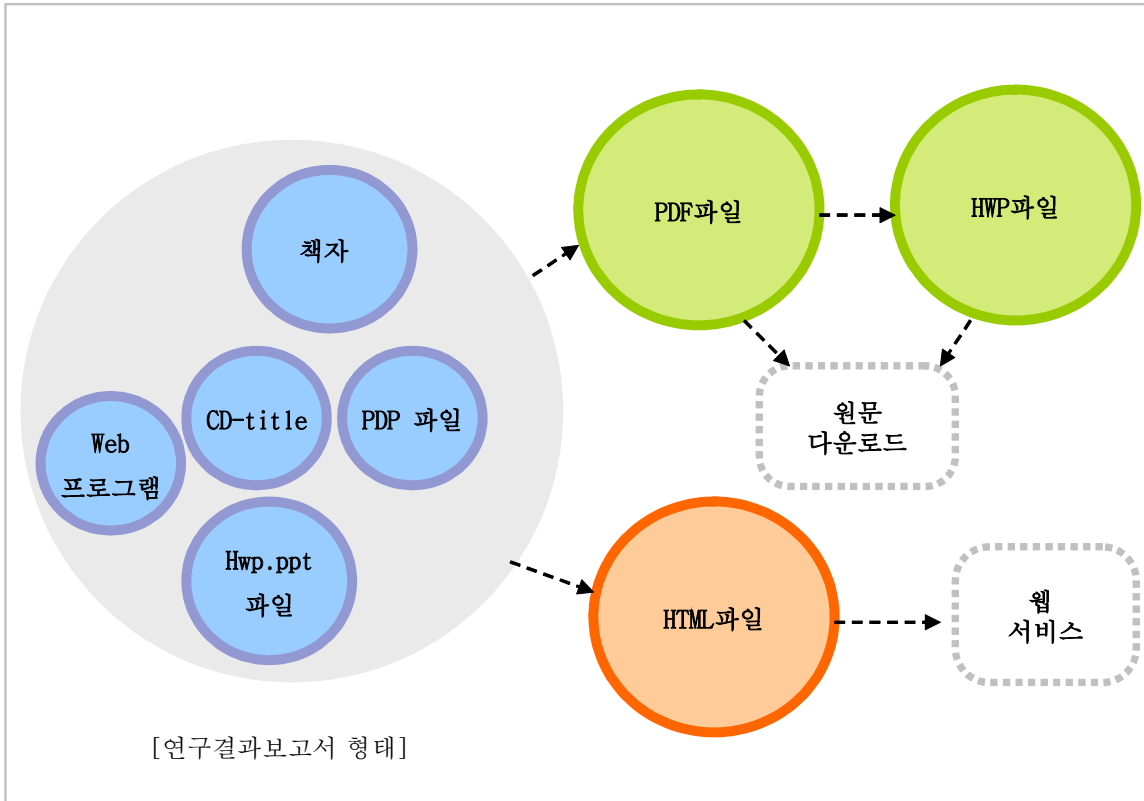 책자
CD-title
PDP 파일
Web
프로그램
Hwp.ppt
파일
[연구결과보고서 형태]
PDF파일
HWP파일
원문
다운로드
HTML파일
웹
서비스